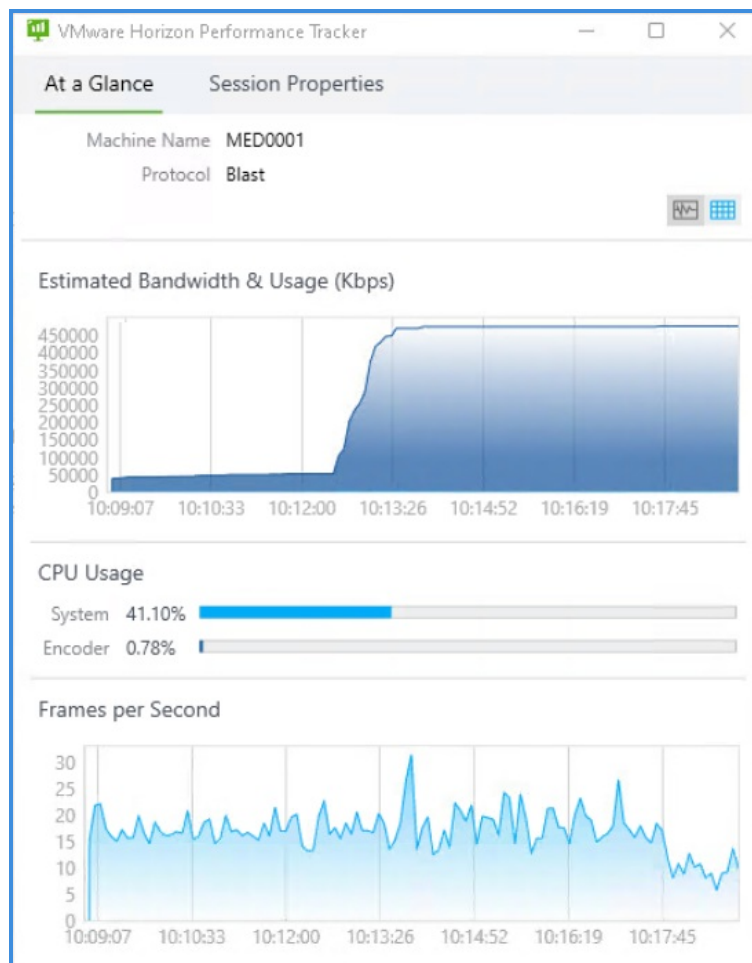 VMware Horizon Performance Tracker
At a Glance Session Properties
Machine Name MED0001
Protocol Blast
Estimated Bandwidth & Usage (Kbps)
450000
400000
350000
300000
250000
200000
150000
100000
50000
0
10:09:07 10:10:33 10:12:00 10:13:26 10:14:52 10:16:19 10:17:45
CPU Usage
System 41.10%
Encoder 0.78%
Frames per Second
30
25
20
15
10
5
0
10:09:07 10:10:33 10:12:00 10:13:26 10:14:52 10:16:19 10:17:45